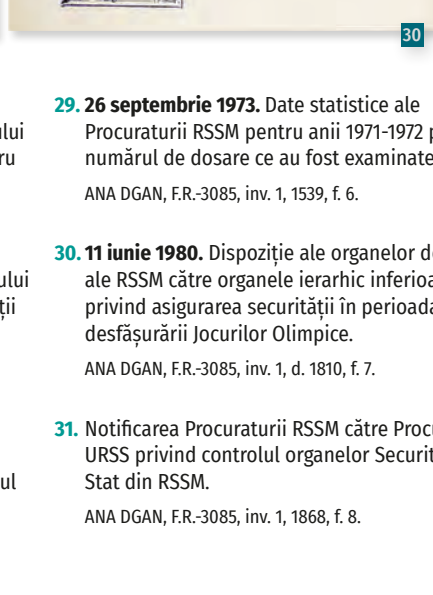 30
29. 26 septembrie 1973. Date statistice ale
Procuraturii RSSM pentru anii 1971-1972
numărul de dosare ce au fost examinate
ANA DGAN, F.R.-3085, inv. 1, 1539, f. 6.
30. 11 iunie 1980. Dispoziție ale organelor
ale RSSM către organele ierarhic
privind asigurarea securității în perioada
desfășurării Jocurilor Olimpice.
ANA DGAN, F.R.-3085, inv. 1, d. 1810, f. 7.
31. Notificarea Procuraturii RSSM către
URSS privind controlul organelor
Stat din RSSM.
ANA DGAN, F.R.-3085, inv. 1, 1868, f. 8.